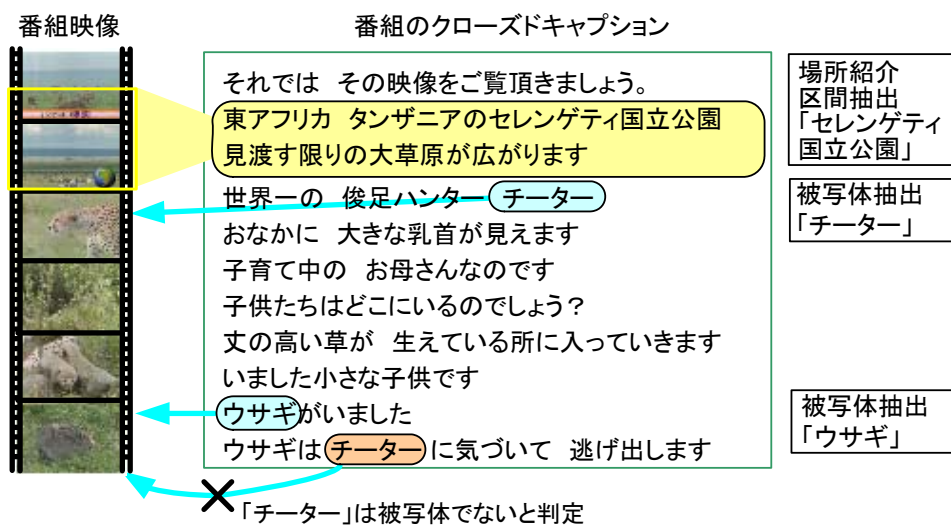 番組映像
番組のクローズドキャプション
それでは その映像をご覧頂きましょう。
東アフリカ タンザニアのセレンゲティ国立公園
見渡す限りの大草原が広がります
世界一の 俊足ハンター チーター
おなかに 大きな乳首が見えます
子育て中の お母さんなのです
子供たちはどこにいるのでしょう？
丈の高い草が 生えている所に入っていきます
いました小さな子供です
ウサギがいました
ウサギは チーター に気づいて 逃げ出します
「チーター」は被写体でないと判定
場所紹介
区間抽出
「セレンゲティ
国立公園」
被写体抽出
「チーター」
被写体抽出
「ウサギ」